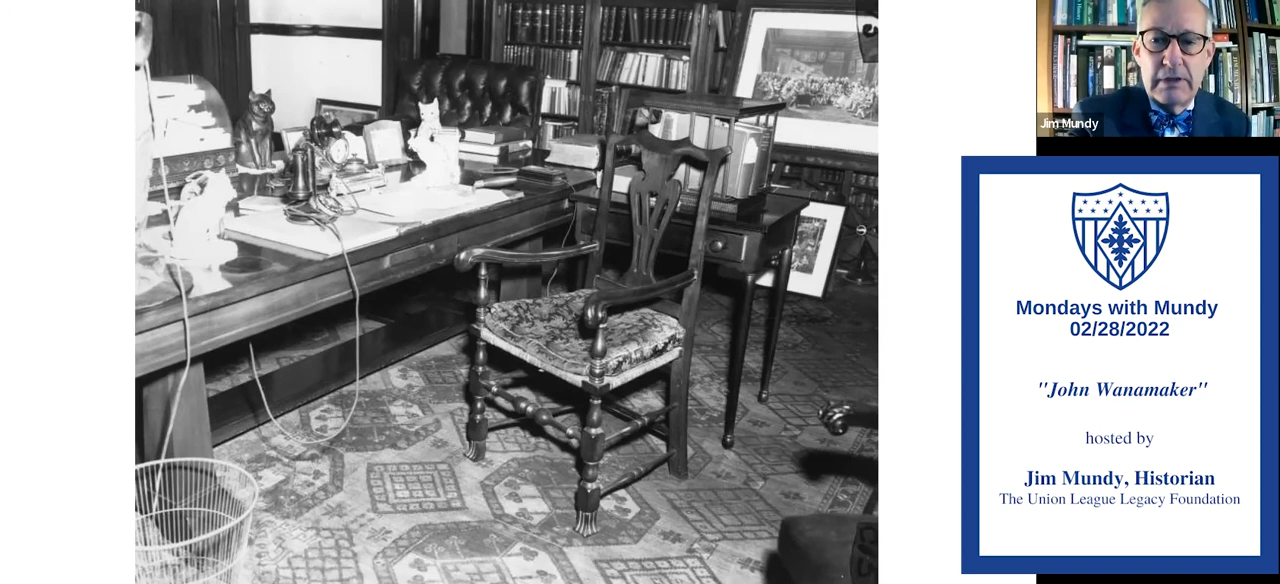 Jim Mundy
Mondays with Mundy
02/28/2022
"John Wanamaker"
hosted by
Jim Mundy, Historian
The Union League Legacy Foundation